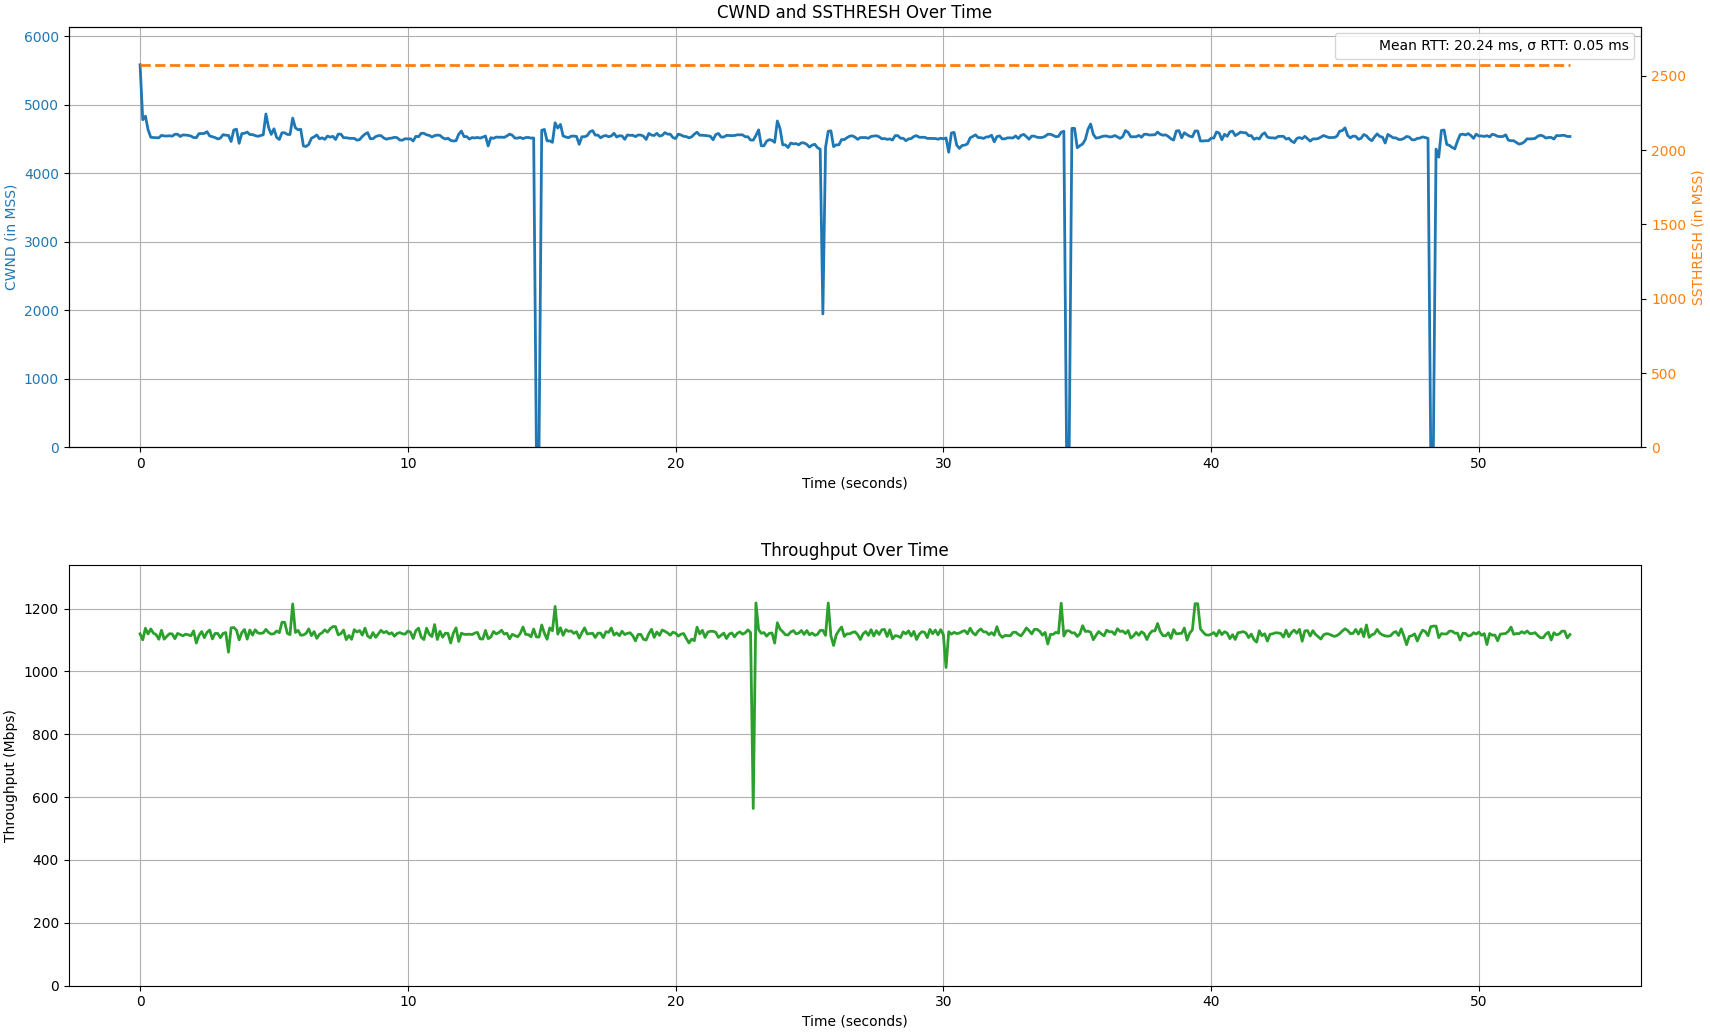 CWND and SSTHRESH Over Time
Mean RTT: 20.24 ms, σ RTT: 0.05 ms
CWND (in MSS)
6000
5000
4000
3000
2000
1000
0
SSTHRESH (in MSS)
2500
2000
1500
1000
500
0
0 10 20 30 40 50
Time (seconds)
Throughput Over Time
Throughput (Mbps)
1200
1000
800
600
400
200
0
0 10 20 30 40 50
Time (seconds)